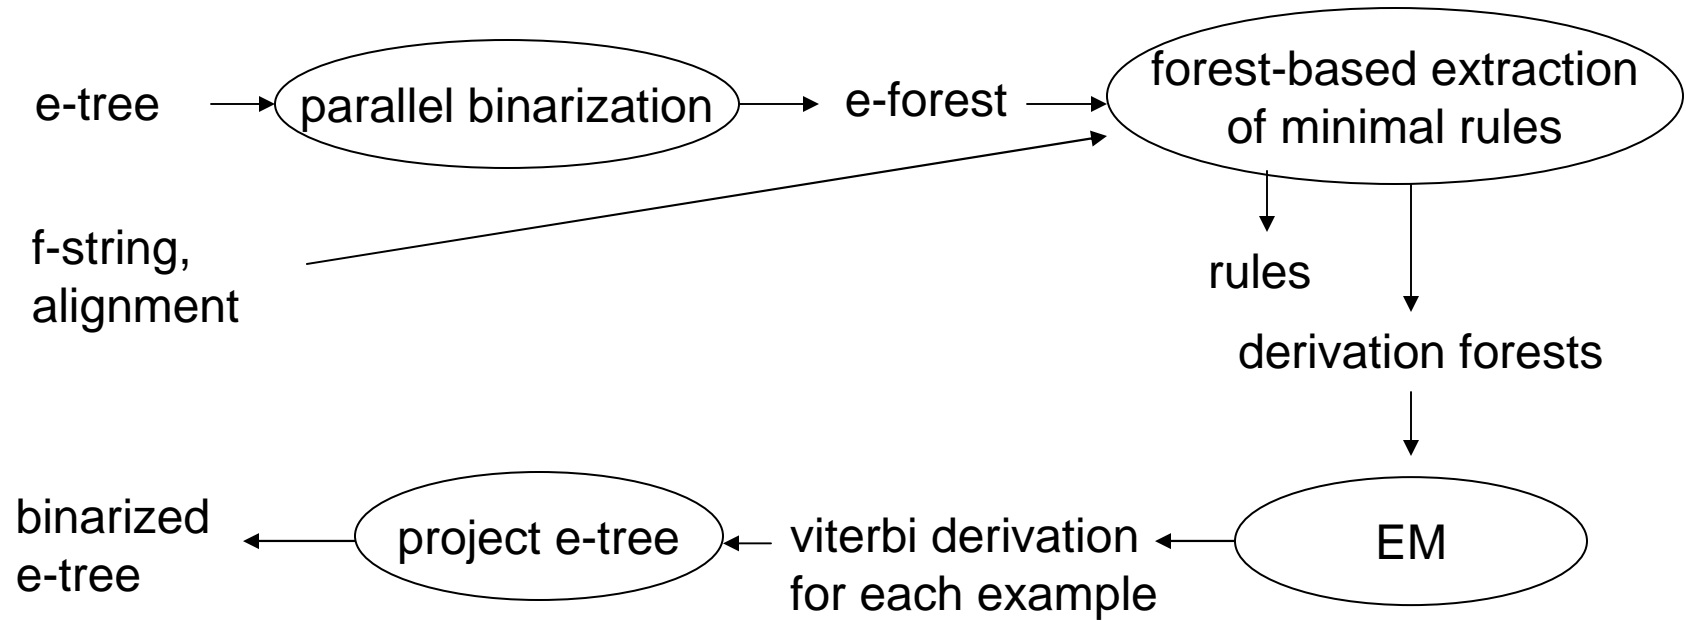 e-tree
parallel binarization
e-forest
forest-based extraction
of minimal rules
f-string,
alignment
rules
derivation forests
EM
viterbi derivation
for each example
project e-tree
binarized
e-tree